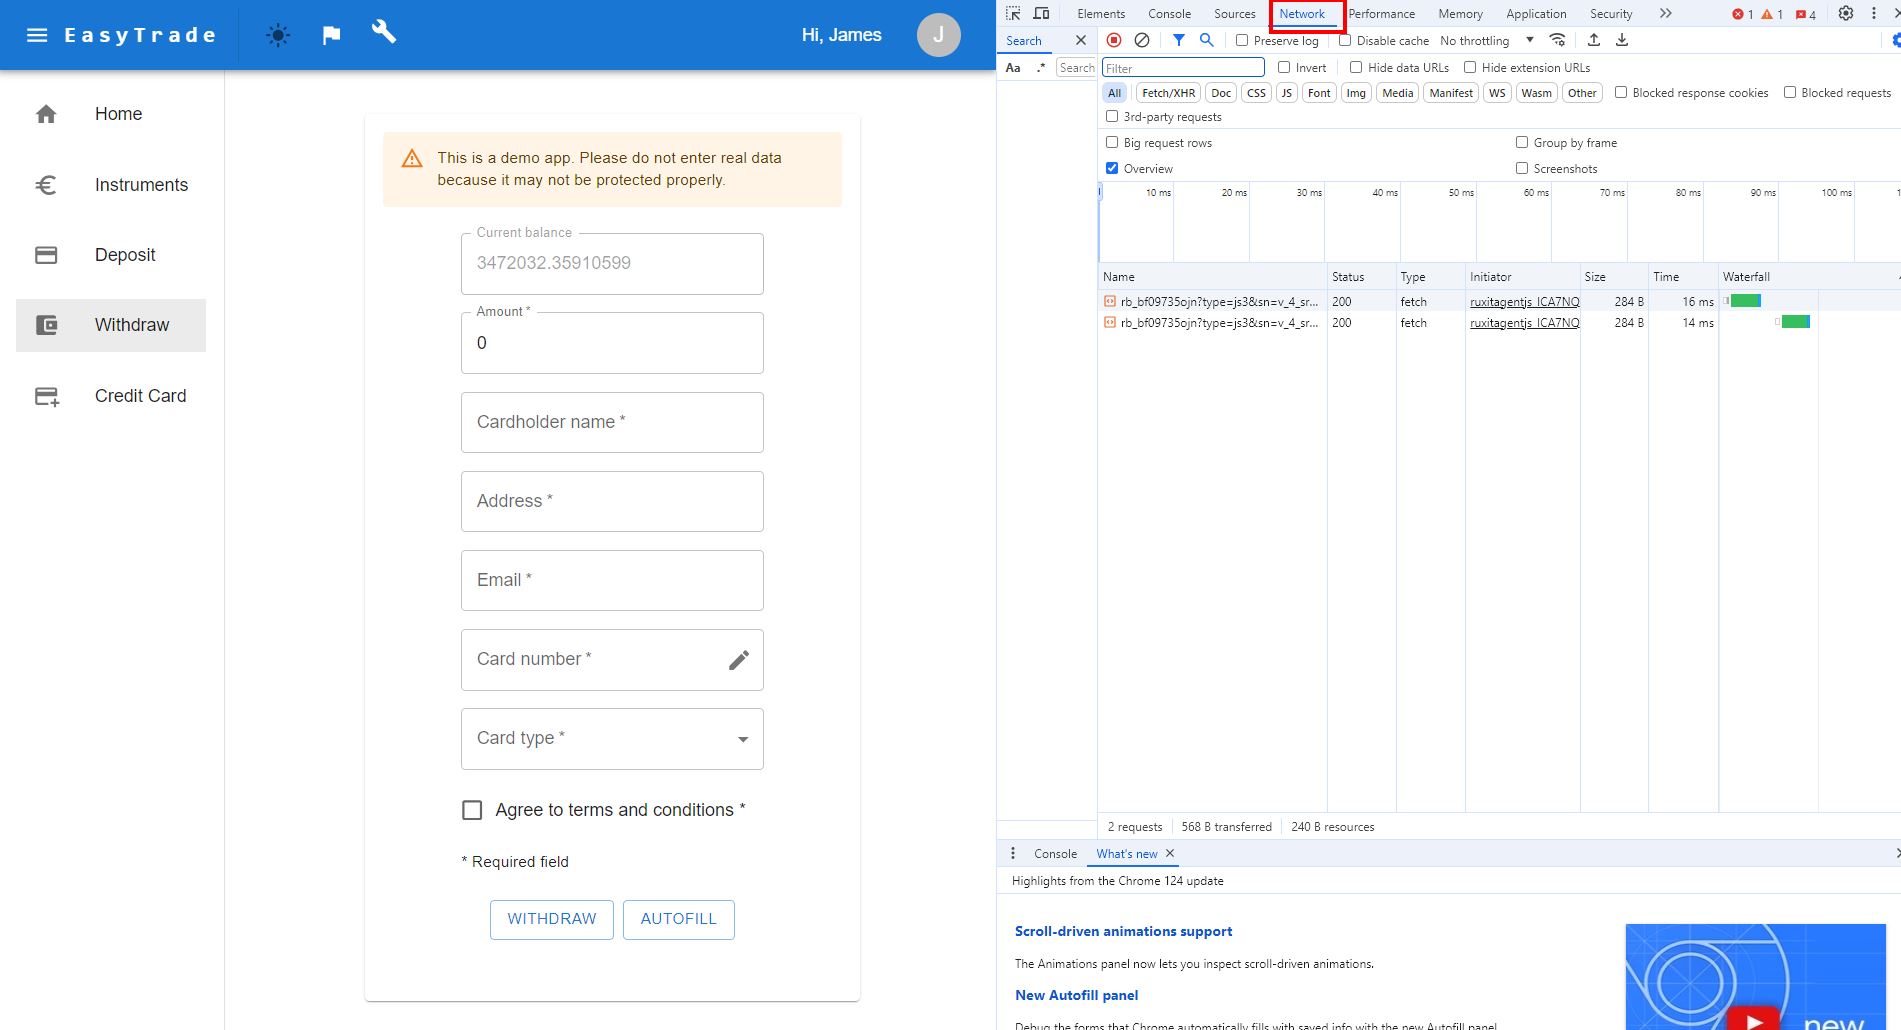 EasyTrade
Hi, James
J
Home
Instruments
Deposit
Withdraw
Credit Card
This is a demo app. Please do not enter real data
because it may not be protected properly.
Current balance
3472032.35910599
Amount *
0
Cardholder name *
Address *
Email *
Card number *
Card type *
Agree to terms and conditions *
* Required field
WITHDRAW AUTOFILL
Elements Console Sources Network Performance Memory Application Security 1 1 4
Search
Preserve log Disable cache No throttling
Aa .* Search
Filter Invert Hide data URLs Hide extension URLs
All Fetch/XHR Doc CSS JS Font Img Media Manifest WS Wasm Other Blocked response cookies Blocked requests
3rd-party requests
Big request rows Group by frame
Overview Screenshots
10 ms 20 ms 30 ms 40 ms 50 ms 60 ms 70 ms 80 ms 90 ms 100 ms
Name Status Type Initiator Size Time Waterfall
rb_bf09735ojn?type=js3&sn=v_4_sr... 200 fetch ruxitagentjs_ICA7NQ 284 B 16 ms
rb_bf09735ojn?type=js3&sn=v_4_sr... 200 fetch ruxitagentjs_ICA7NQ 284 B 14 ms
2 requests 568 B transferred 240 B resources
Console What's new
Highlights from the Chrome 124 update
Scroll-driven animations support
The Animations panel now lets you inspect scroll-driven animations.
New Autofill panel
Debug the forms that Chrome automatically fills with saved info with the new Autofill panel
new